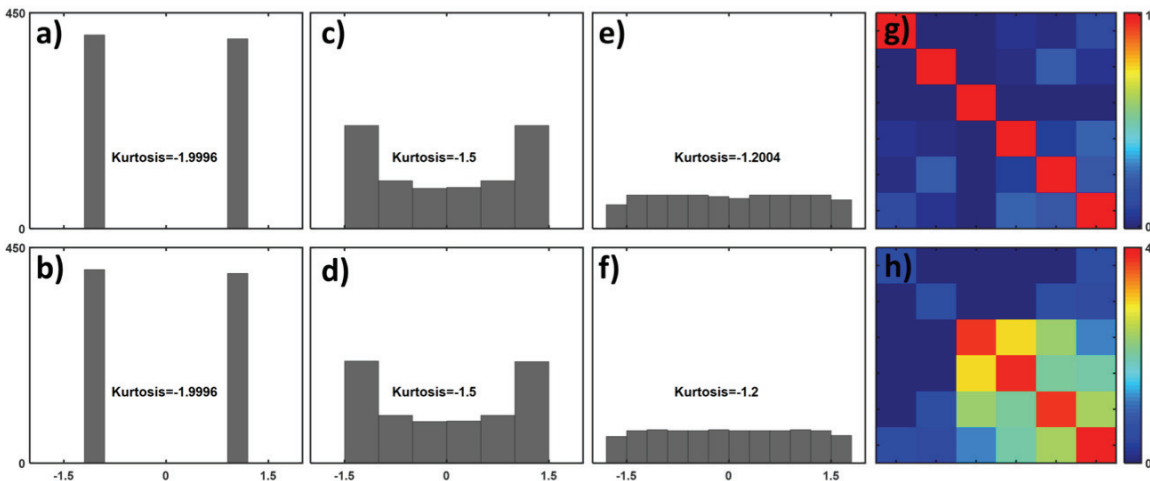 a) c) e) g)
450 1
Kurtosis=-1.9996 Kurtosis=-1.5 Kurtosis=-1.2004
0 0
b) d) f) h)
450 4
Kurtosis=-1.9996 Kurtosis=-1.5 Kurtosis=-1.2
0 0
-1.5 0 1.5 -1.5 0 1.5 -1.5 0 1.5